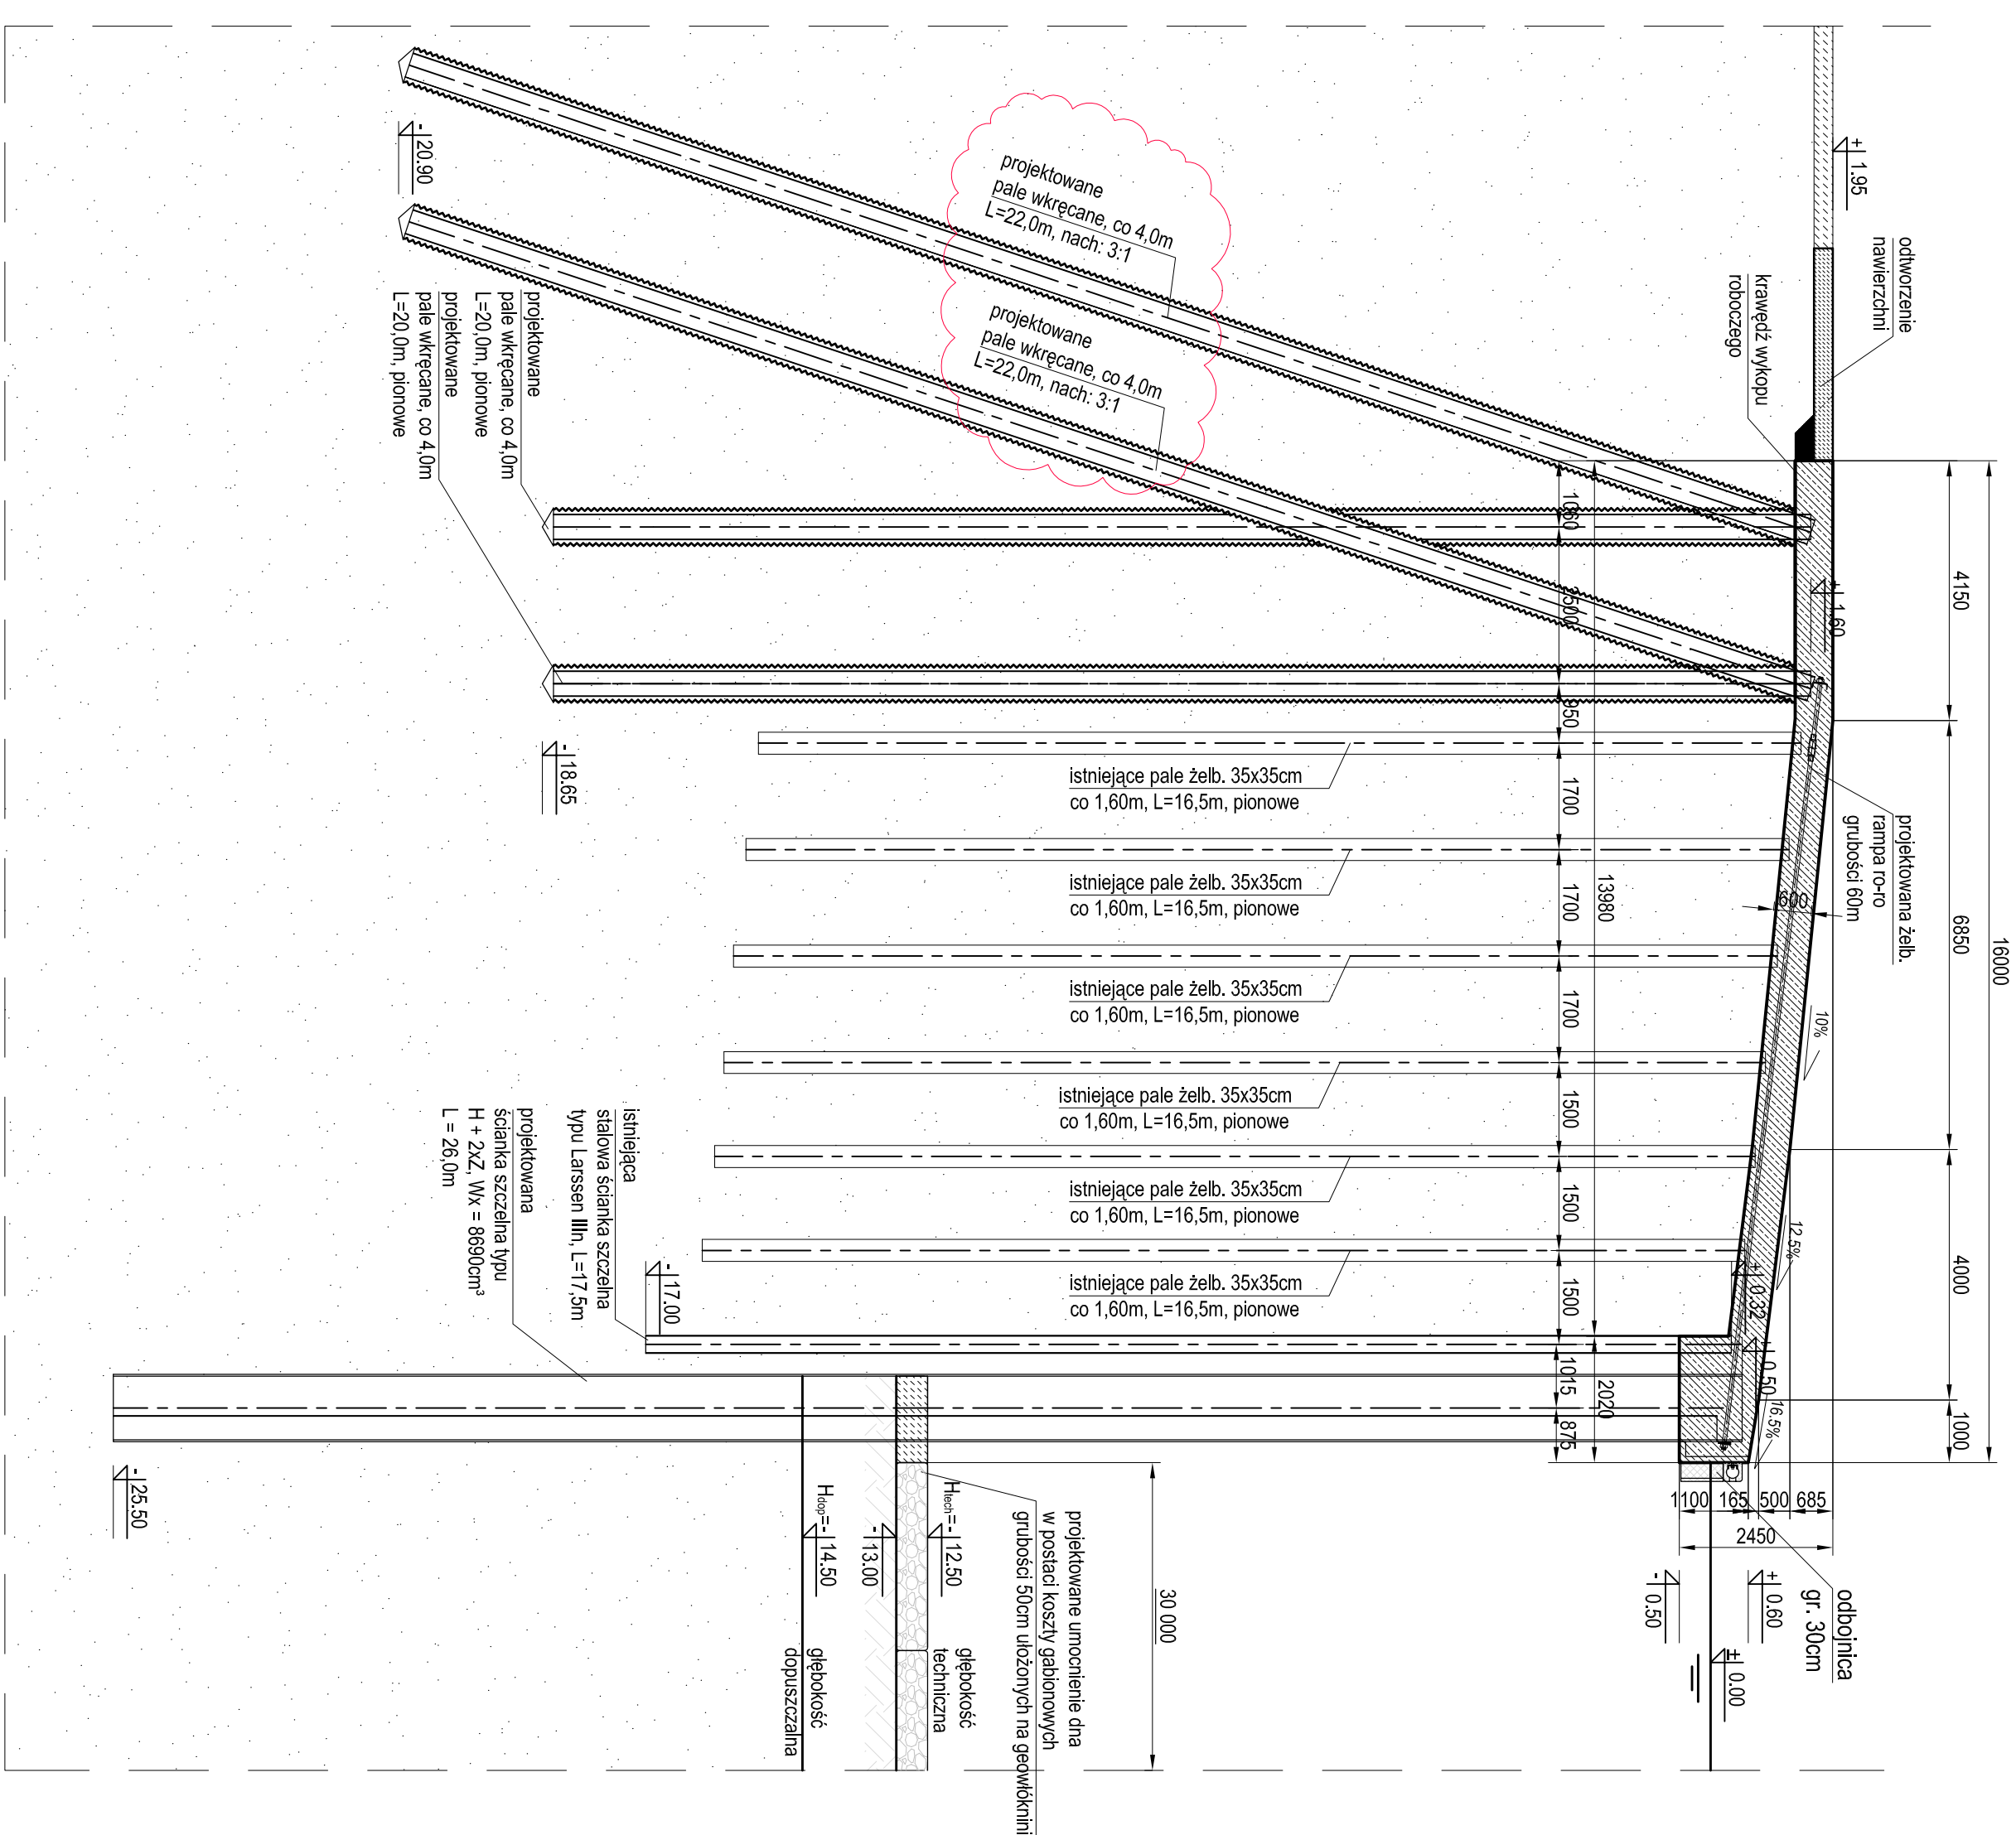 16000
4150
6850
4000
1000
+ 1.95
odtworzenie
nawierzchni
krawędź wykopu
roboczego
+ 1.60
projektowana żelb.
rampa ro-ro
grubości 60m
600
10%
12.5%
16.5%
+ 0.32
+ 0.50
685
500
165
1100
2450
odbojnica
gr. 30cm
+ 0.60
- 0.50
± 0.00
1060
2500
950
1700
1700
1700
1500
1500
1500
13980
2020
1015
875
30 000
projektowane
pale wkręcane, co 4,0m
L=22,0m, nach: 3:1
projektowane
pale wkręcane, co 4,0m
L=22,0m, nach: 3:1
istniejące pale żelb. 35x35cm
co 1,60m, L=16,5m, pionowe
istniejące pale żelb. 35x35cm
co 1,60m, L=16,5m, pionowe
istniejące pale żelb. 35x35cm
co 1,60m, L=16,5m, pionowe
istniejące pale żelb. 35x35cm
co 1,60m, L=16,5m, pionowe
istniejące pale żelb. 35x35cm
co 1,60m, L=16,5m, pionowe
istniejące pale żelb. 35x35cm
co 1,60m, L=16,5m, pionowe
projektowane umocnienie dna
w postaci koszty gabionowych
grubości 50cm ułożonych na geowłóknini
głębokość
techniczna
Htech=- 12.50
- 13.00
Hdop=- 14.50
głębokość
dopuszczalna
projektowane
pale wkręcane, co 4,0m
L=20,0m, pionowe
projektowane
pale wkręcane, co 4,0m
L=20,0m, pionowe
- 20.90
- 18.65
- 17.00
istniejąca
stalowa ścianka szczelna
typu Larssen IIIn, L=17,5m
projektowana
ścianka szczelna typu
H + 2xZ, Wx = 8690cm³
L = 26,0m
- 25.50